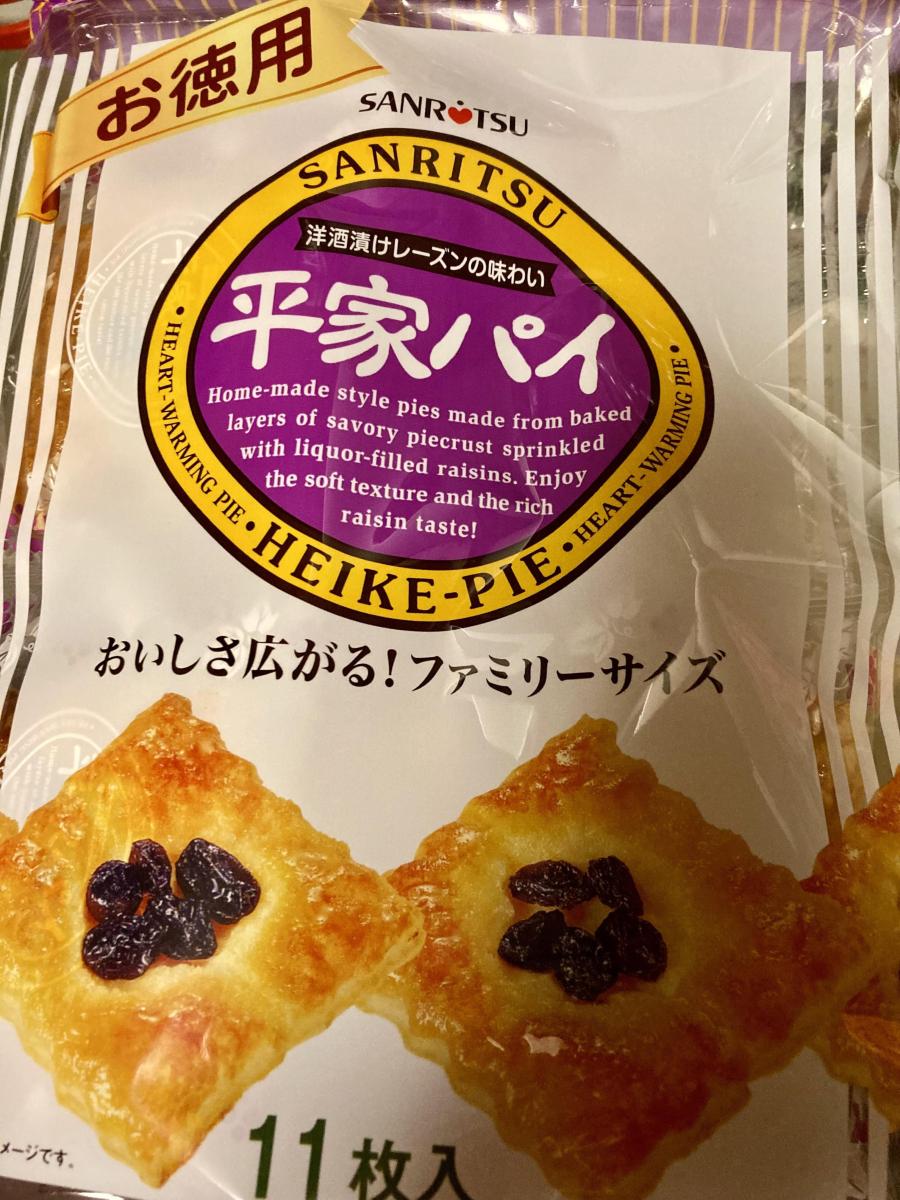 お徳用
SANRITSU
SANRITSU
洋酒漬けレーズンの味わい
平家パイ
Home-made style pies made from baked
layers of savory piecrust sprinkled
with liquor-filled raisins. Enjoy
the soft texture and the rich
raisin taste!
• HEART-WARMING PIE •
HEIKE-PIE
• HEART-WARMING PIE •
おいしさ広がる!ファミリーサイズ
HEIKE PIE
11枚入
メージです。